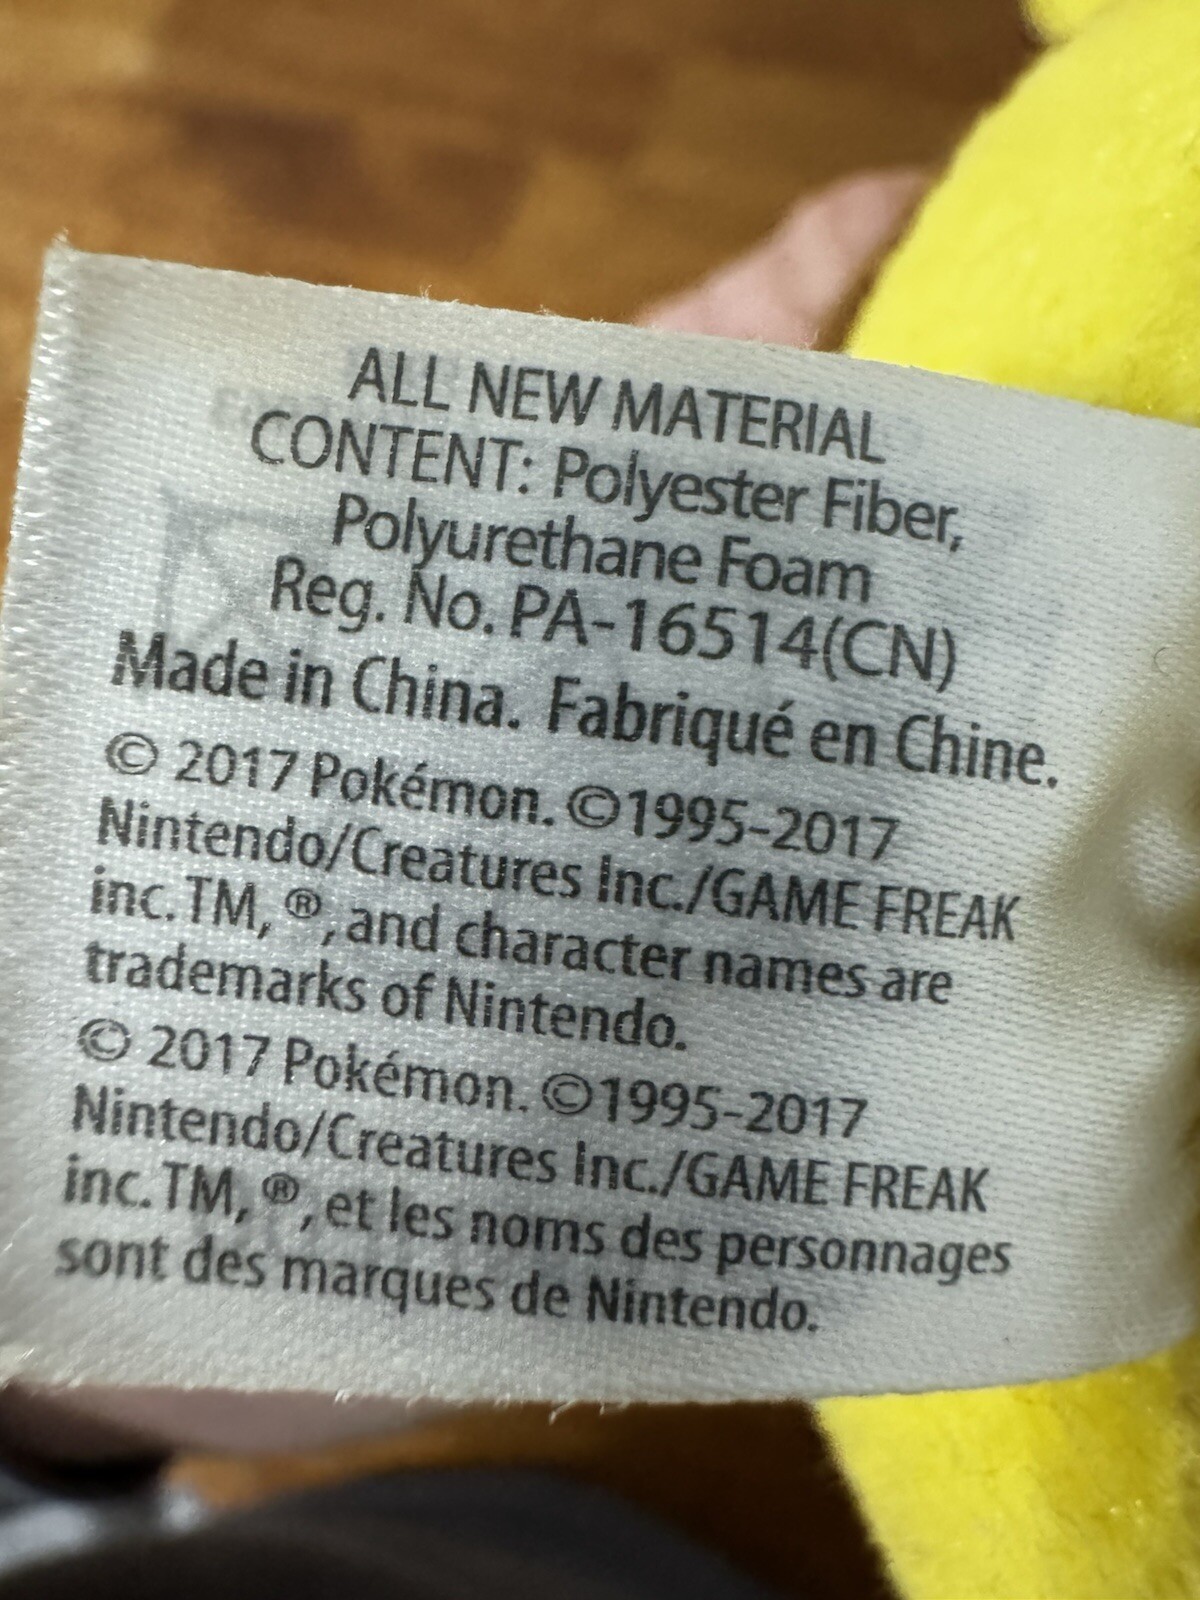 ALL NEW MATERIAL
CONTENT: Polyester Fiber,
Polyurethane Foam
Reg. No. PA-16514(CN)
Made in China. Fabriqué en Chine.
© 2017 Pokémon. ©1995-2017
Nintendo/Creatures Inc./GAME FREAK
inc. TM, ®, and character names are
trademarks of Nintendo.
© 2017 Pokémon. ©1995-2017
Nintendo/Creatures Inc./GAME FREAK
inc. TM, ®, et les noms des personnages
sont des marques de Nintendo.